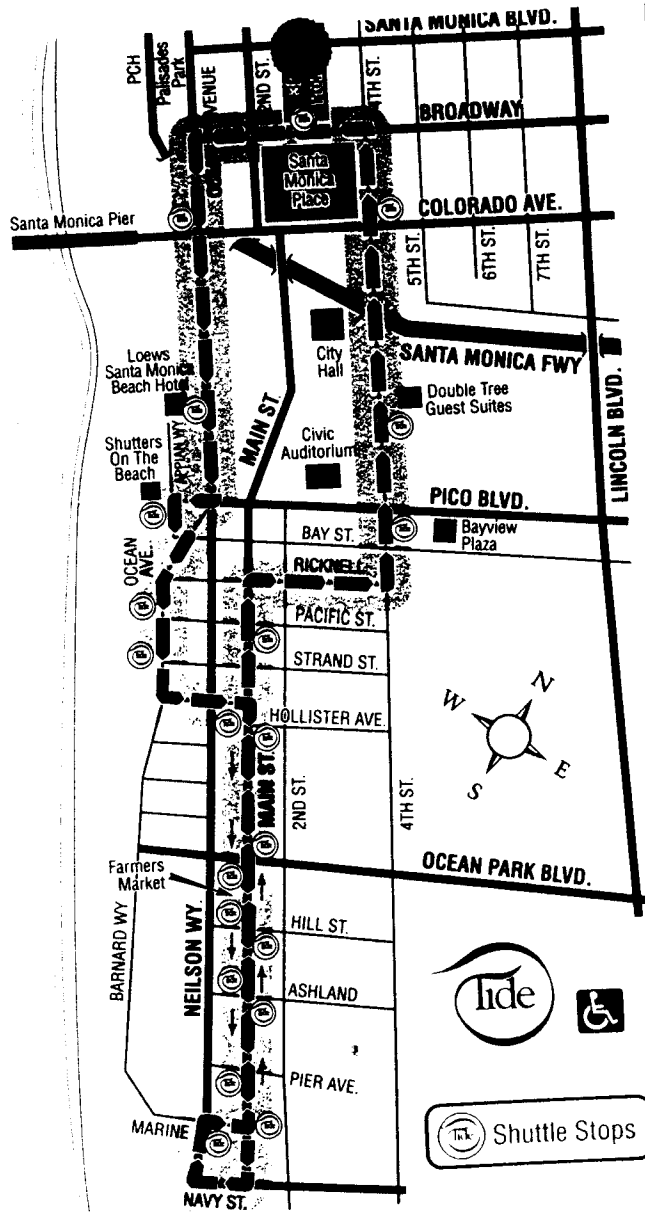 SANTA MONICA BLVD.
PCH
Palisades
Park
AVENUE
2ND ST.
4TH ST.
BROADWAY
Santa
Monica
Place
COLORADO AVE.
Santa Monica Pier
5TH ST.
6TH ST.
7TH ST.
SANTA MONICA FWY
City
Hall
Loews
Santa Monica
Beach Hotel
Double Tree
Guest Suites
MAIN ST.
LINCOLN BLVD.
Shutters
On The
Beach
APPIAN WY
Civic
Auditorium
PICO BLVD.
Bayview
Plaza
BAY ST.
OCEAN
AVE.
RICKNELL
PACIFIC ST.
STRAND ST.
N
W
E
S
HOLLISTER AVE.
MAIN ST.
2ND ST.
4TH ST.
OCEAN PARK BLVD.
Farmers
Market
BARNARD WY
NEILSON WY.
HILL ST.
ASHLAND
Tide
PIER AVE.
MARINE
Tide
Shuttle Stops
NAVY ST.